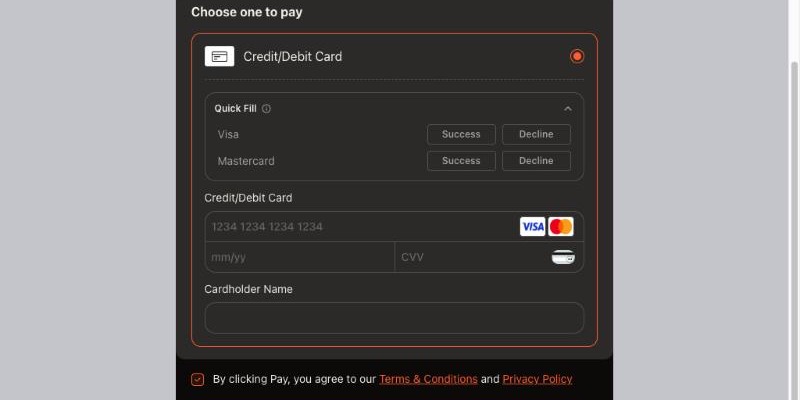 Choose one to pay
Credit/Debit Card
Quick Fill
Visa Success Decline
Mastercard Success Decline
Credit/Debit Card
1234 1234 1234 1234 VISA
mm/yy CVV
Cardholder Name
By clicking Pay, you agree to our Terms & Conditions and Privacy Policy